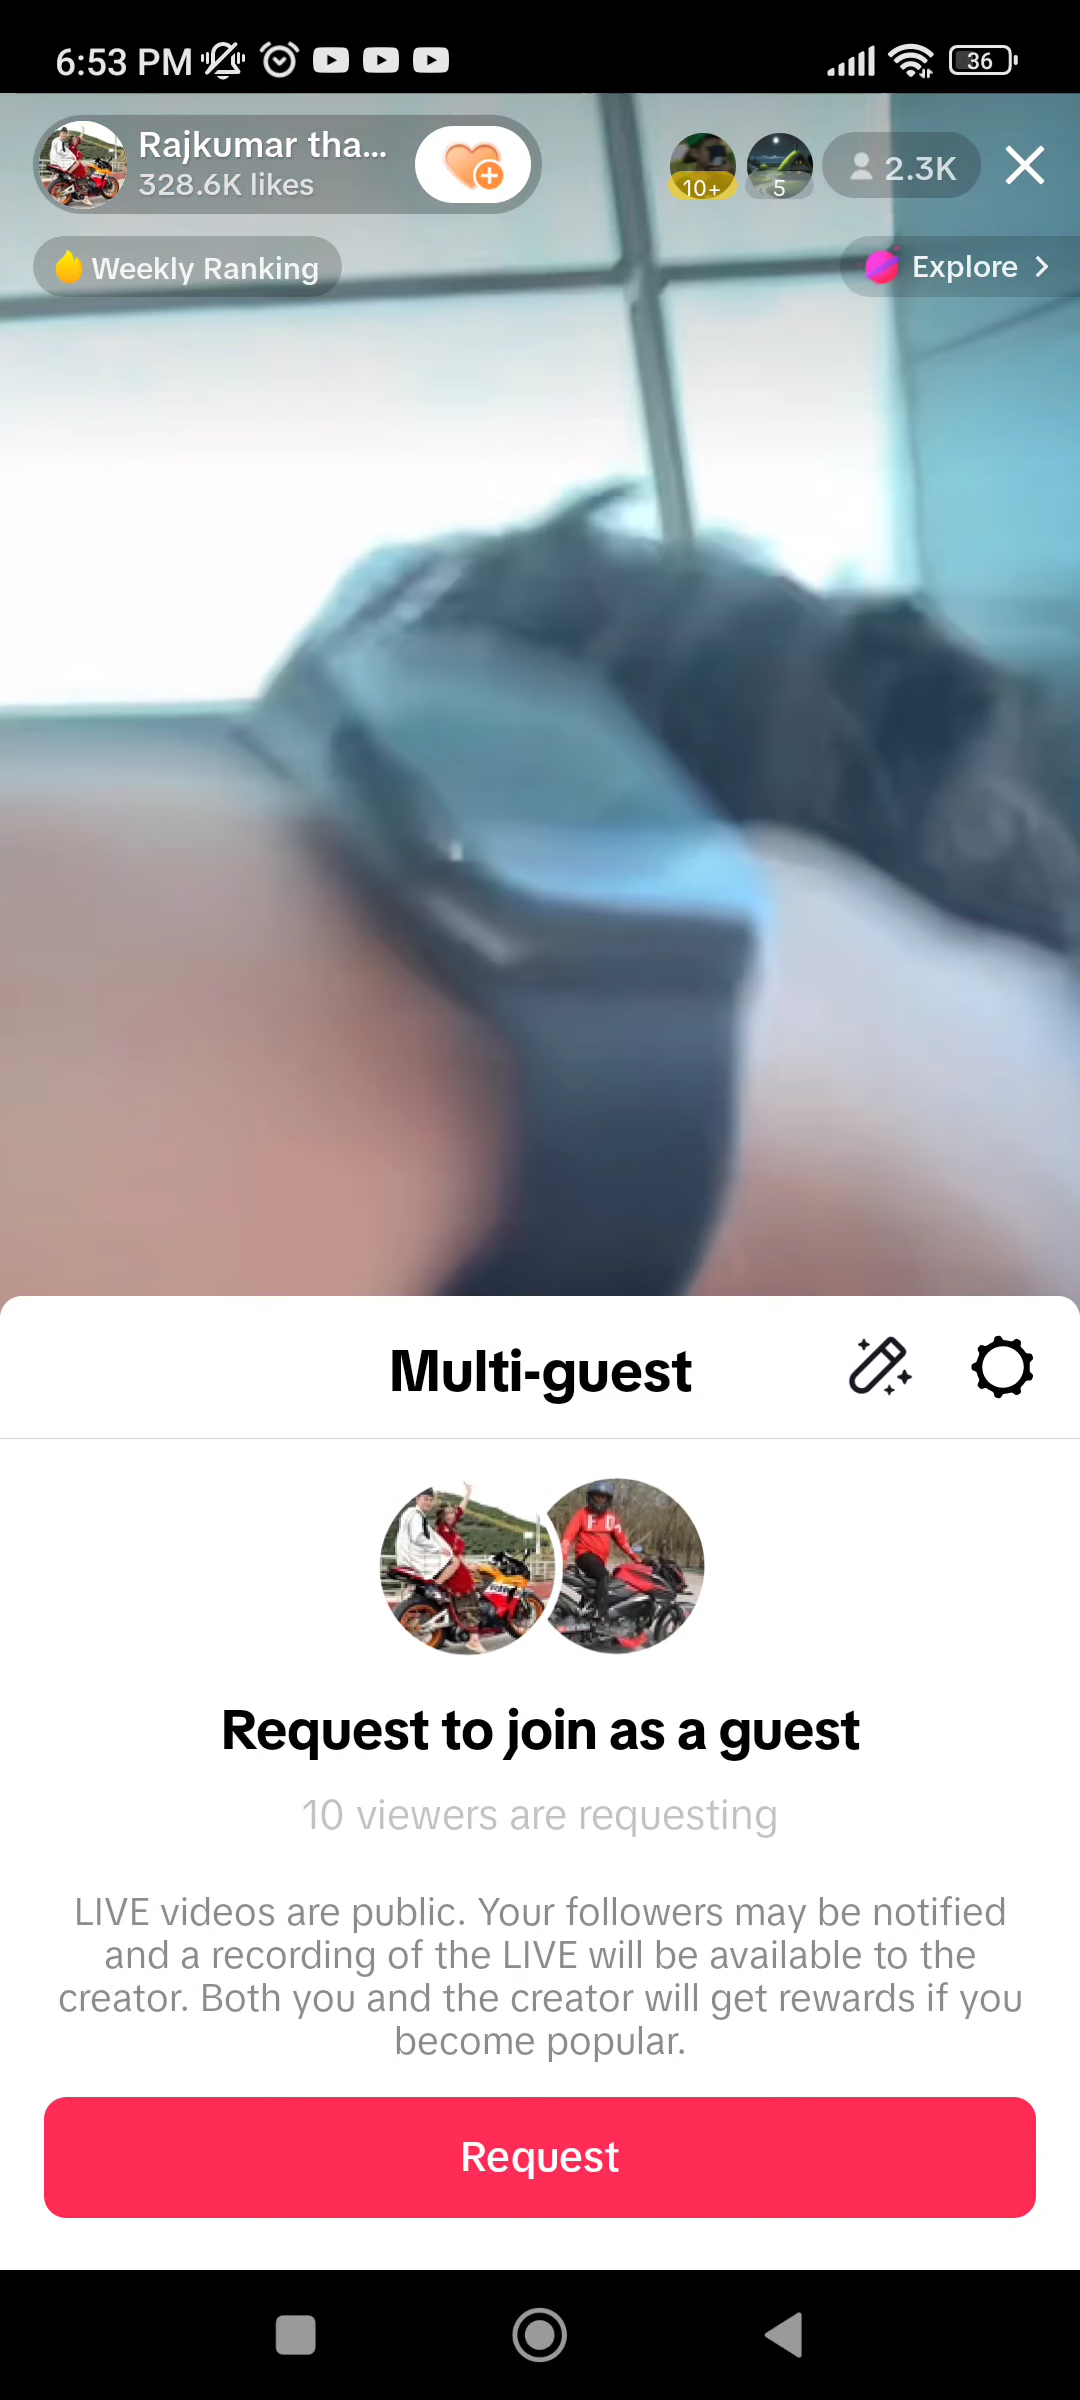 6:53 PM
36
Rajkumar tha...
328.6K likes
10+
5
2.3K
Weekly Ranking
Explore
Multi-guest
Request to join as a guest
10 viewers are requesting
LIVE videos are public. Your followers may be notified
and a recording of the LIVE will be available to the
creator. Both you and the creator will get rewards if you
become popular.
Request